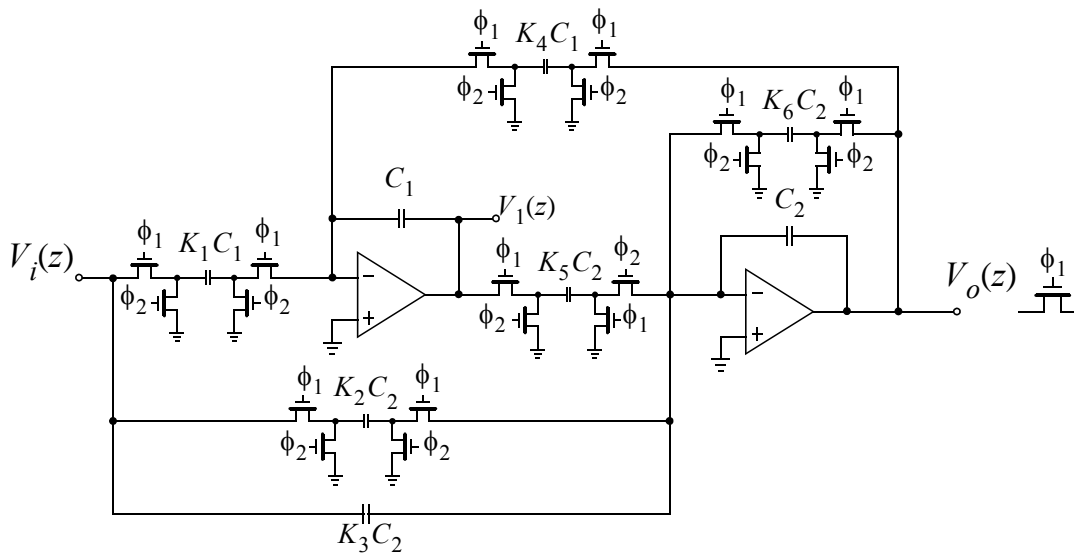 ϕ1 K4C1 ϕ1
ϕ2 ϕ2
ϕ1 K6C2 ϕ1
ϕ2 ϕ2
C1
V1(z)
C2
Vi(z) ϕ1 K1C1 ϕ1
ϕ2 ϕ2
−
+
ϕ1 K5C2 ϕ2
ϕ2 ϕ1
−
+
Vo(z) ϕ1
ϕ1 K2C2 ϕ1
ϕ2 ϕ2
K3C2